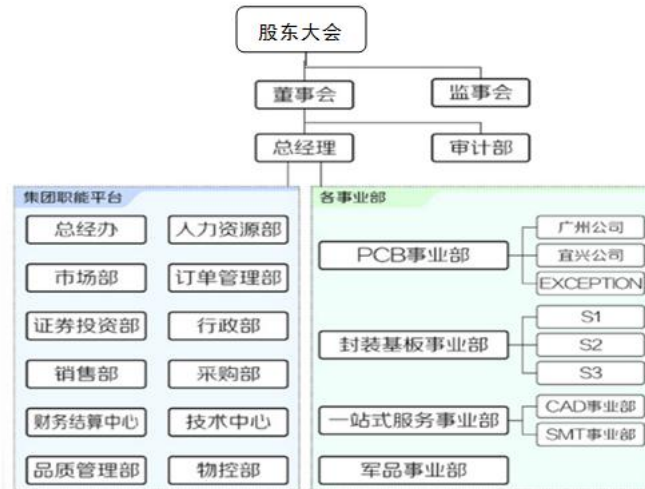 股东大会
董事会
监事会
总经理
审计部
集团职能平台
总经办
人力资源部
市场部
订单管理部
证券投资部
行政部
销售部
采购部
财务结算中心
技术中心
品质管理部
物控部
各事业部
PCB事业部
广州公司
宜兴公司
EXCEPTION
封装基板事业部
S1
S2
S3
一站式服务事业部
CAD事业部
SMT事业部
军品事业部